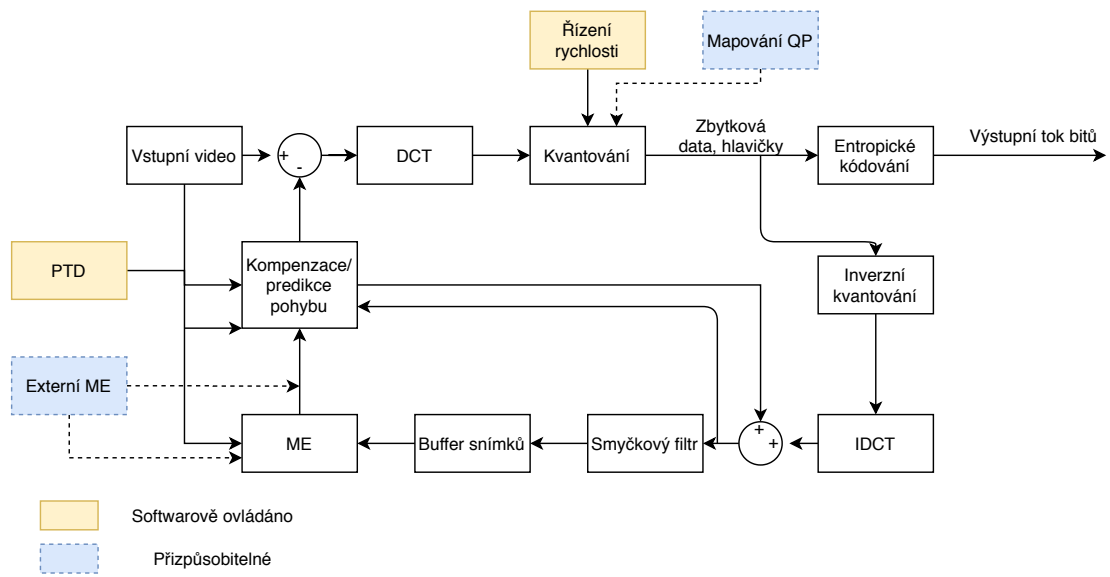 Řízení
rychlosti
Mapování QP
Vstupní video
+
-
DCT
Kvantování
Zbytková
data, hlavičky
Entropické
kódování
Výstupní tok bitů
PTD
Kompenzace/
predikce
pohybu
Inverzní
kvantování
Externí ME
ME
Buffer snímků
Smyčkový filtr
+
+
IDCT
Softwarově ovládáno
Přizpůsobitelné